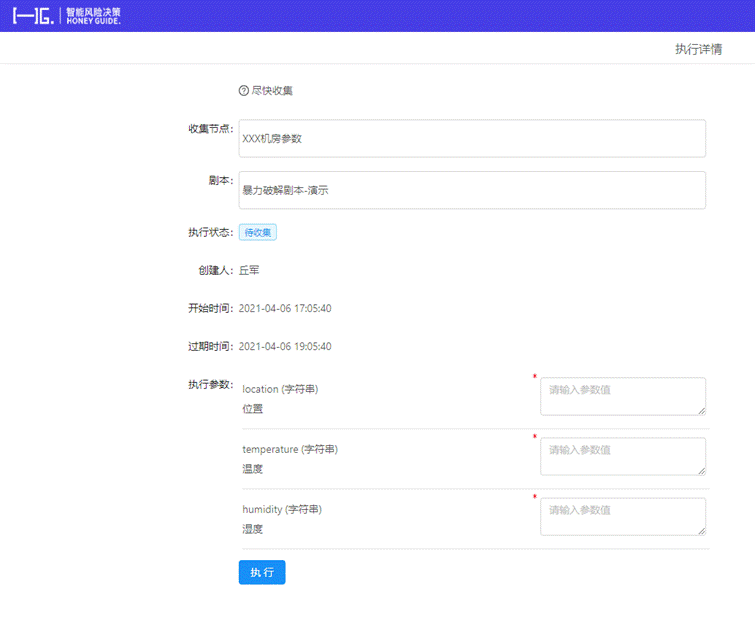 智能风险决策
HONEY GUIDE.
执行详情
尽快收集
收集节点: XXX机房参数
剧本: 暴力破解剧本-演示
执行状态: 待收集
创建人: 丘军
开始时间: 2021-04-06 17:05:40
过期时间: 2021-04-06 19:05:40
执行参数: location (字符串) * 请输入参数值
位置
temperature (字符串) * 请输入参数值
温度
humidity (字符串) * 请输入参数值
湿度
执 行